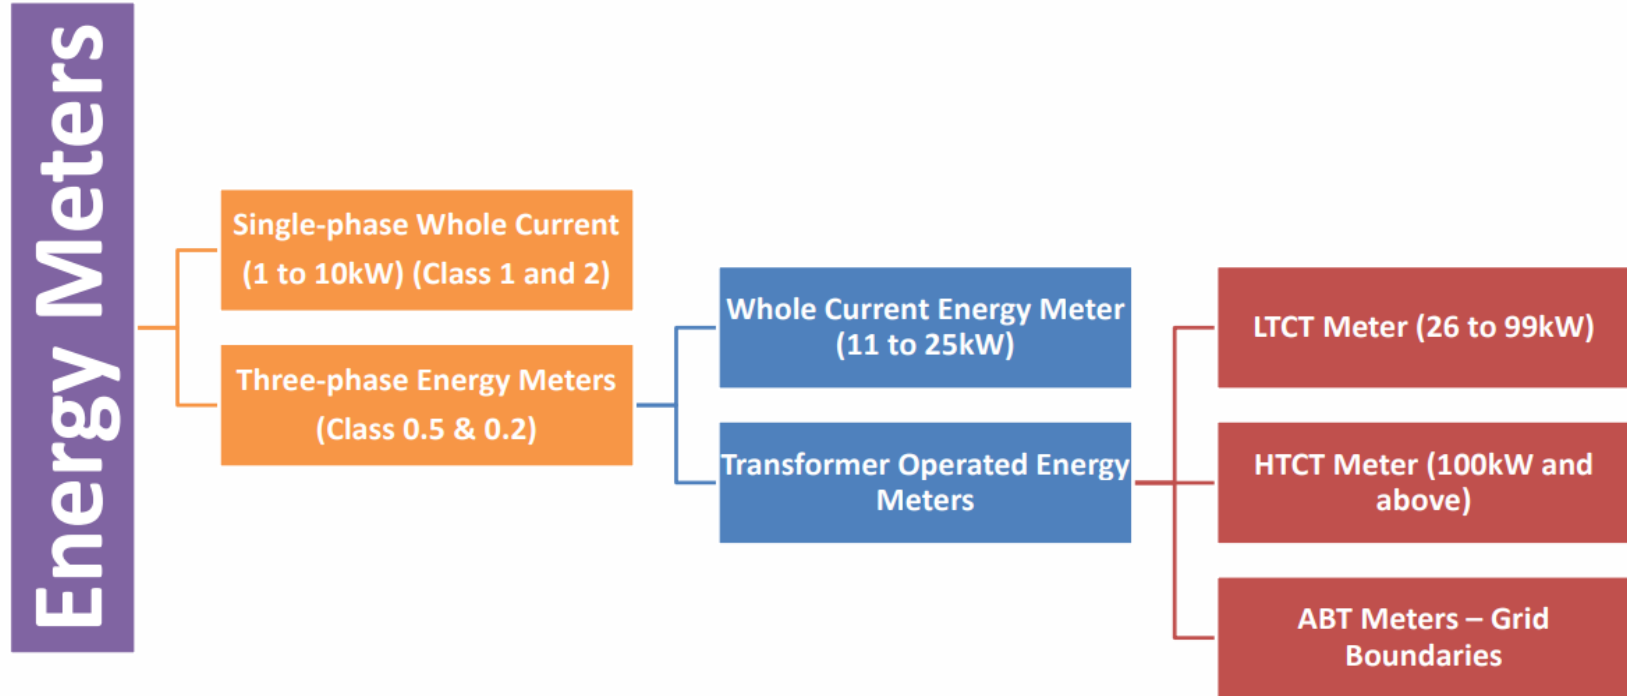 Energy Meters
Single-phase Whole Current
(1 to 10kW) (Class 1 and 2)
Three-phase Energy Meters
(Class 0.5 & 0.2)
Whole Current Energy Meter
(11 to 25kW)
Transformer Operated Energy
Meters
LTCT Meter (26 to 99kW)
HTCT Meter (100kW and
above)
ABT Meters – Grid
Boundaries